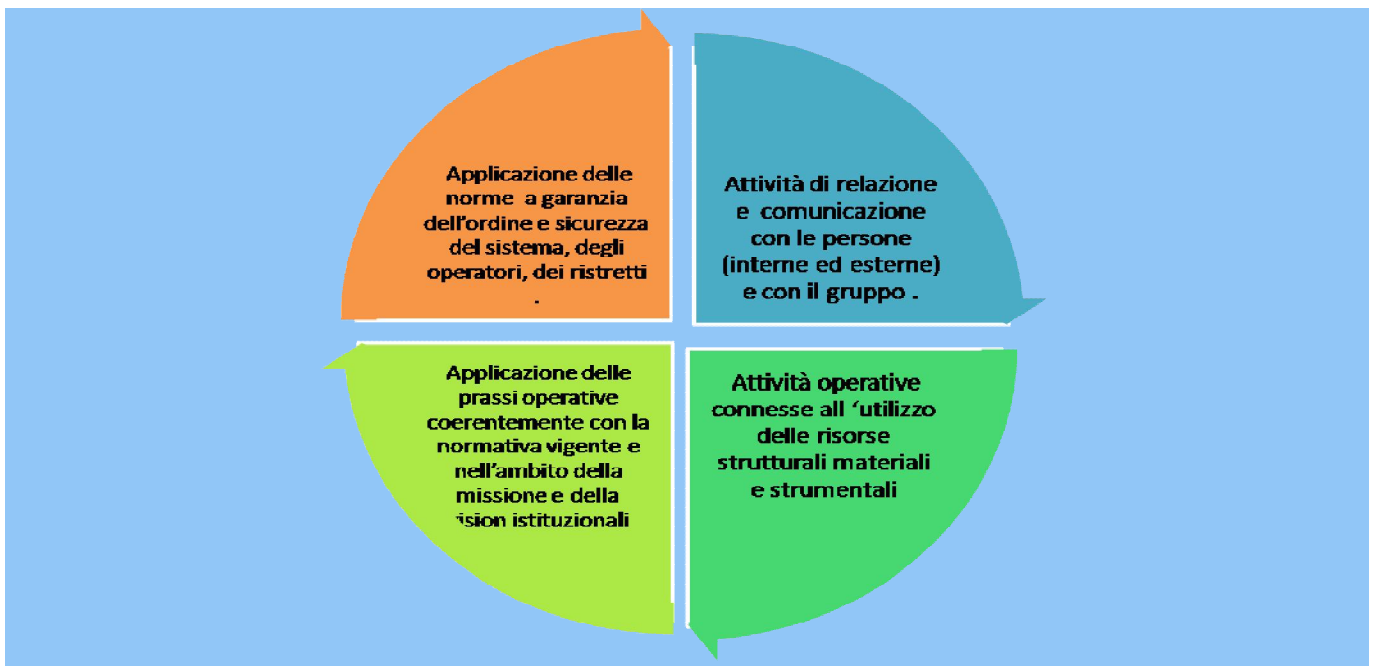 Applicazione delle
norme a garanzia
dell'ordine e sicurezza
del sistema, degli
operatori, dei ristretti
.
Attività di relazione
e comunicazione
con le persone
(interne ed esterne)
e con il gruppo .
Applicazione delle
prassi operative
coerentemente con la
normativa vigente e
nell'ambito della
missione e della
ision istituzionali
Attività operative
connesse all 'utilizzo
delle risorse
strutturali materiali
e strumentali